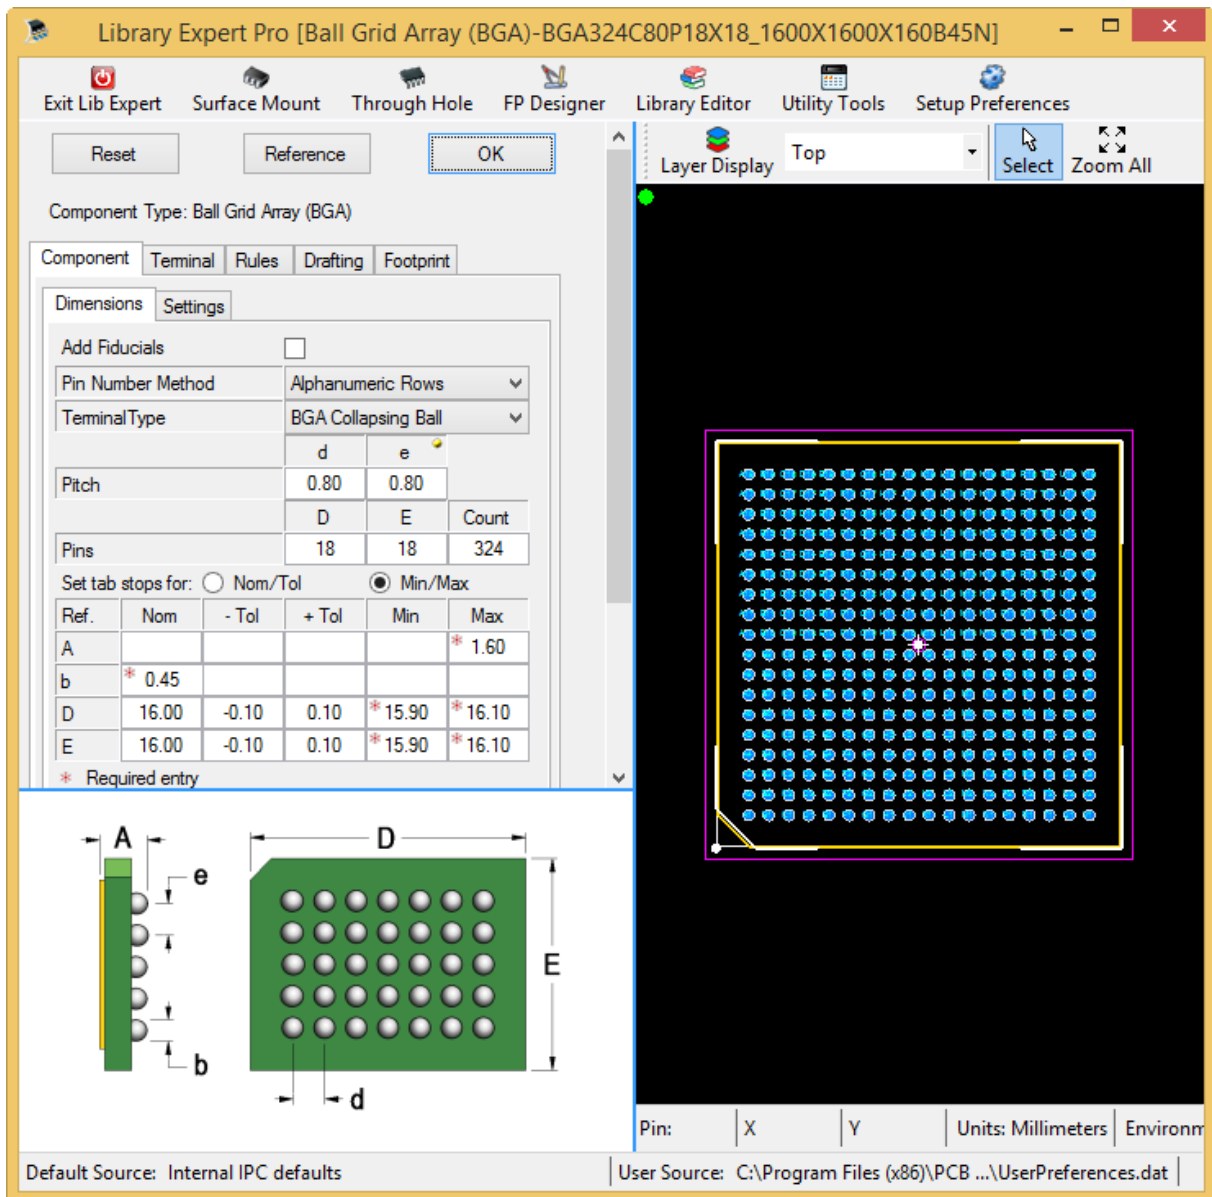 Library Expert Pro [Ball Grid Array (BGA)-BGA324C80P18X18_1600X1600X160B45N]
Exit Lib Expert Surface Mount Through Hole FP Designer Library Editor Utility Tools Setup Preferences
Reset Reference OK
Layer Display Top Select Zoom All
Component Type: Ball Grid Array (BGA)
Component Terminal Rules Drafting Footprint
Dimensions Settings
Add Fiducials
Pin Number Method Alphanumeric Rows
TerminalType BGA Collapsing Ball
d e
Pitch 0.80 0.80
D E Count
Pins 18 18 324
Set tab stops for: Nom/Tol Min/Max
Ref. Nom - Tol + Tol Min Max
A * 1.60
b * 0.45
D 16.00 -0.10 0.10 * 15.90 * 16.10
E 16.00 -0.10 0.10 * 15.90 * 16.10
* Required entry
A D
e
E
b
d
Pin: X Y Units: Millimeters Environm
Default Source: Internal IPC defaults User Source: C:\Program Files (x86)\PCB ...\UserPreferences.dat